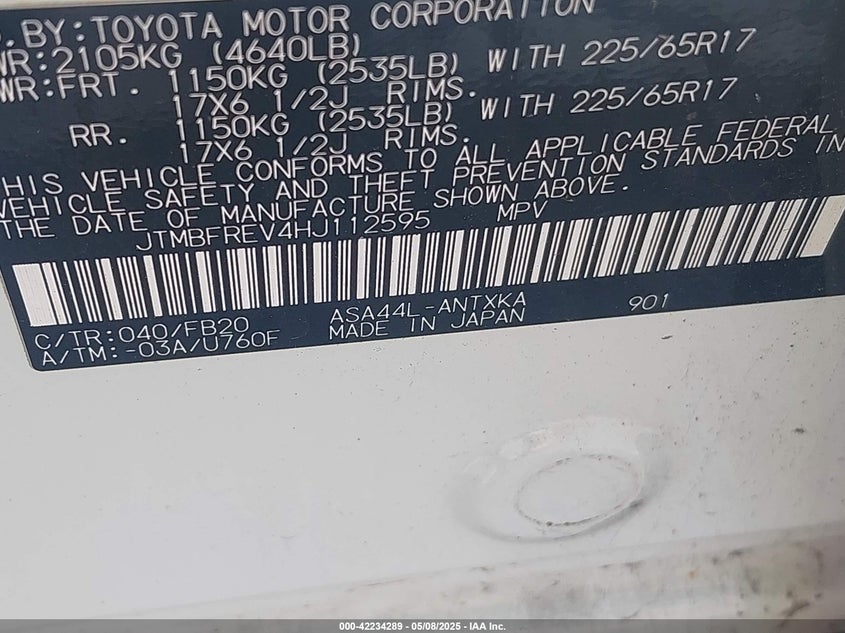 .BY:TOYOTA MOTOR CORPORATION
WR:2105KG (4640LB)
WR:FRT. 1150KG (2535LB) WITH 225/65R17
17X6 1/2J RIMS.
RR. 1150KG (2535LB) WITH 225/65R17
17X6 1/2J RIMS.
HIS VEHICLE CONFORMS TO ALL APPLICABLE FEDERAL
VEHICLE SAFETY AND THEFT PREVENTION STANDARDS IN
THE DATE OF MANUFACTURE SHOWN ABOVE.
JTMBFREV4HJ112595 MPV
C/TR:040/FB20 ASA44L-ANTXKA 901
A/TM:-03A/U760F MADE IN JAPAN
000-42234289 - 05/08/2025 - IAA Inc.